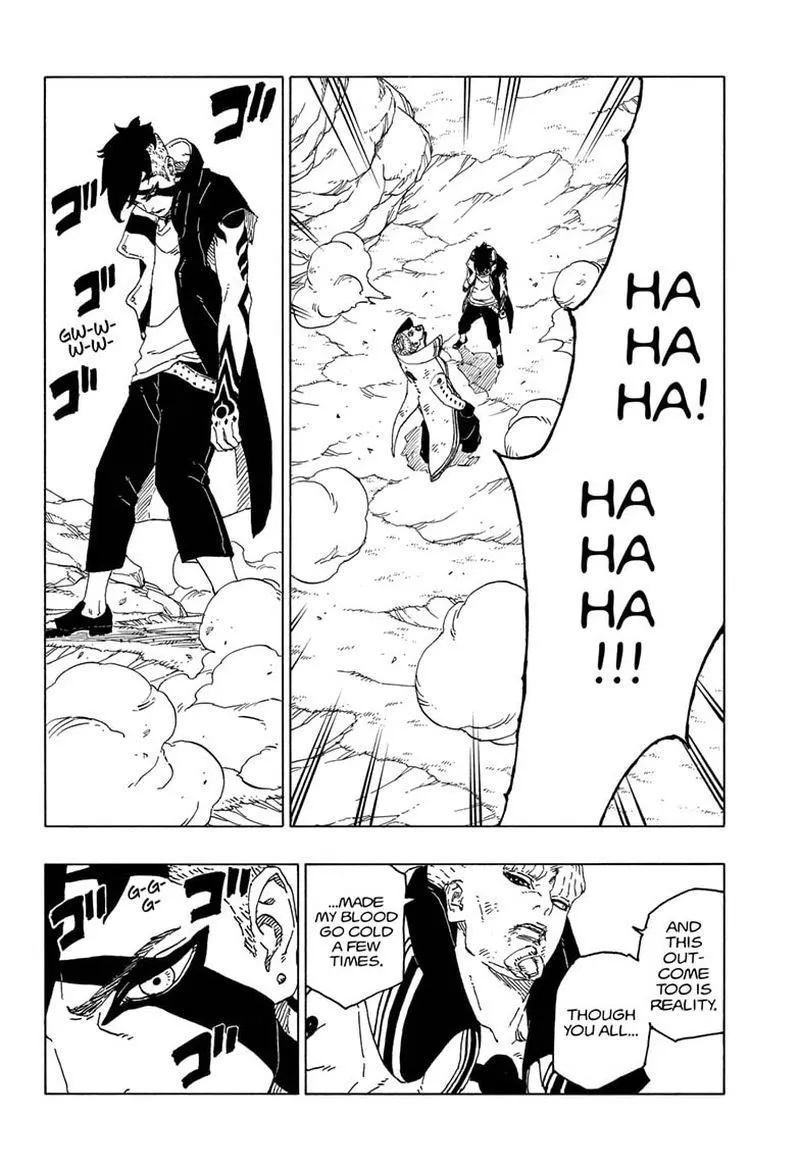 HA
HA
HA!
HA
HA
HA
!!!
ゴ"
ゴ"
ゴ"
GW-W-
W-W-
ゴ"
AND
THIS
OUT-
COME
TOO IS
REALITY.
THOUGH
YOU ALL...
...MADE
MY BLOOD
GO COLD
A FEW
TIMES.
ゴ"
G-G-
G-
ゴ"
ゴ"